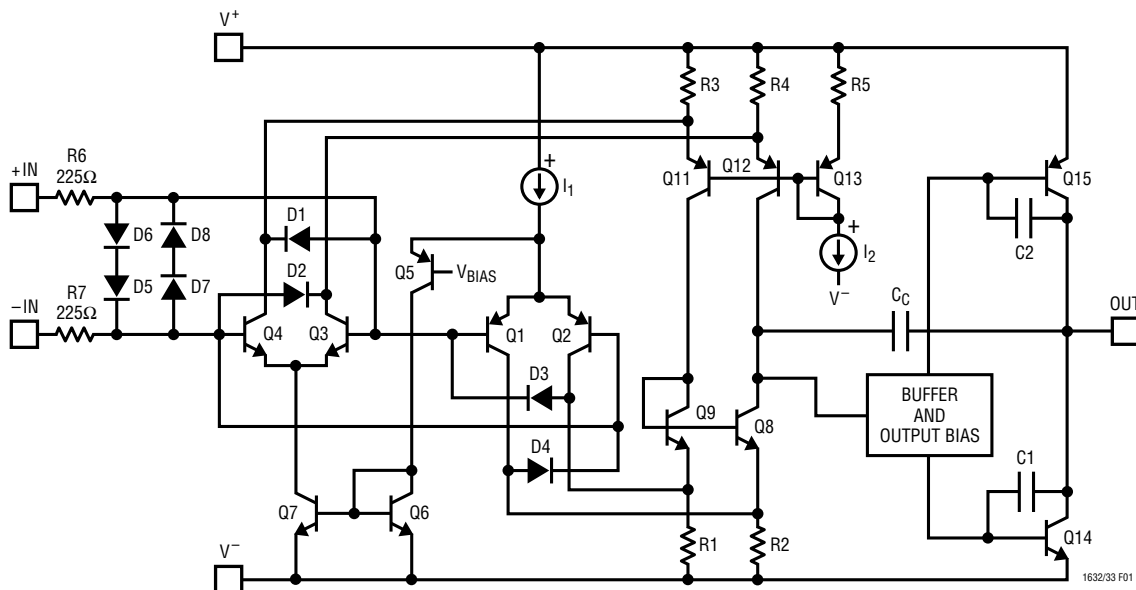 V+
R3
R4
R5
+IN
R6
225Ω
+
I1
Q11
Q12
Q13
Q15
D6
D8
D1
C2
+
I2
V−
D5
D7
D2
Q5
VBIAS
−IN
R7
225Ω
Q4
Q3
Q1
Q2
CC
OUT
D3
Q9
Q8
BUFFER
AND
OUTPUT BIAS
D4
C1
Q7
Q6
R1
R2
Q14
V−
1632/33 F01